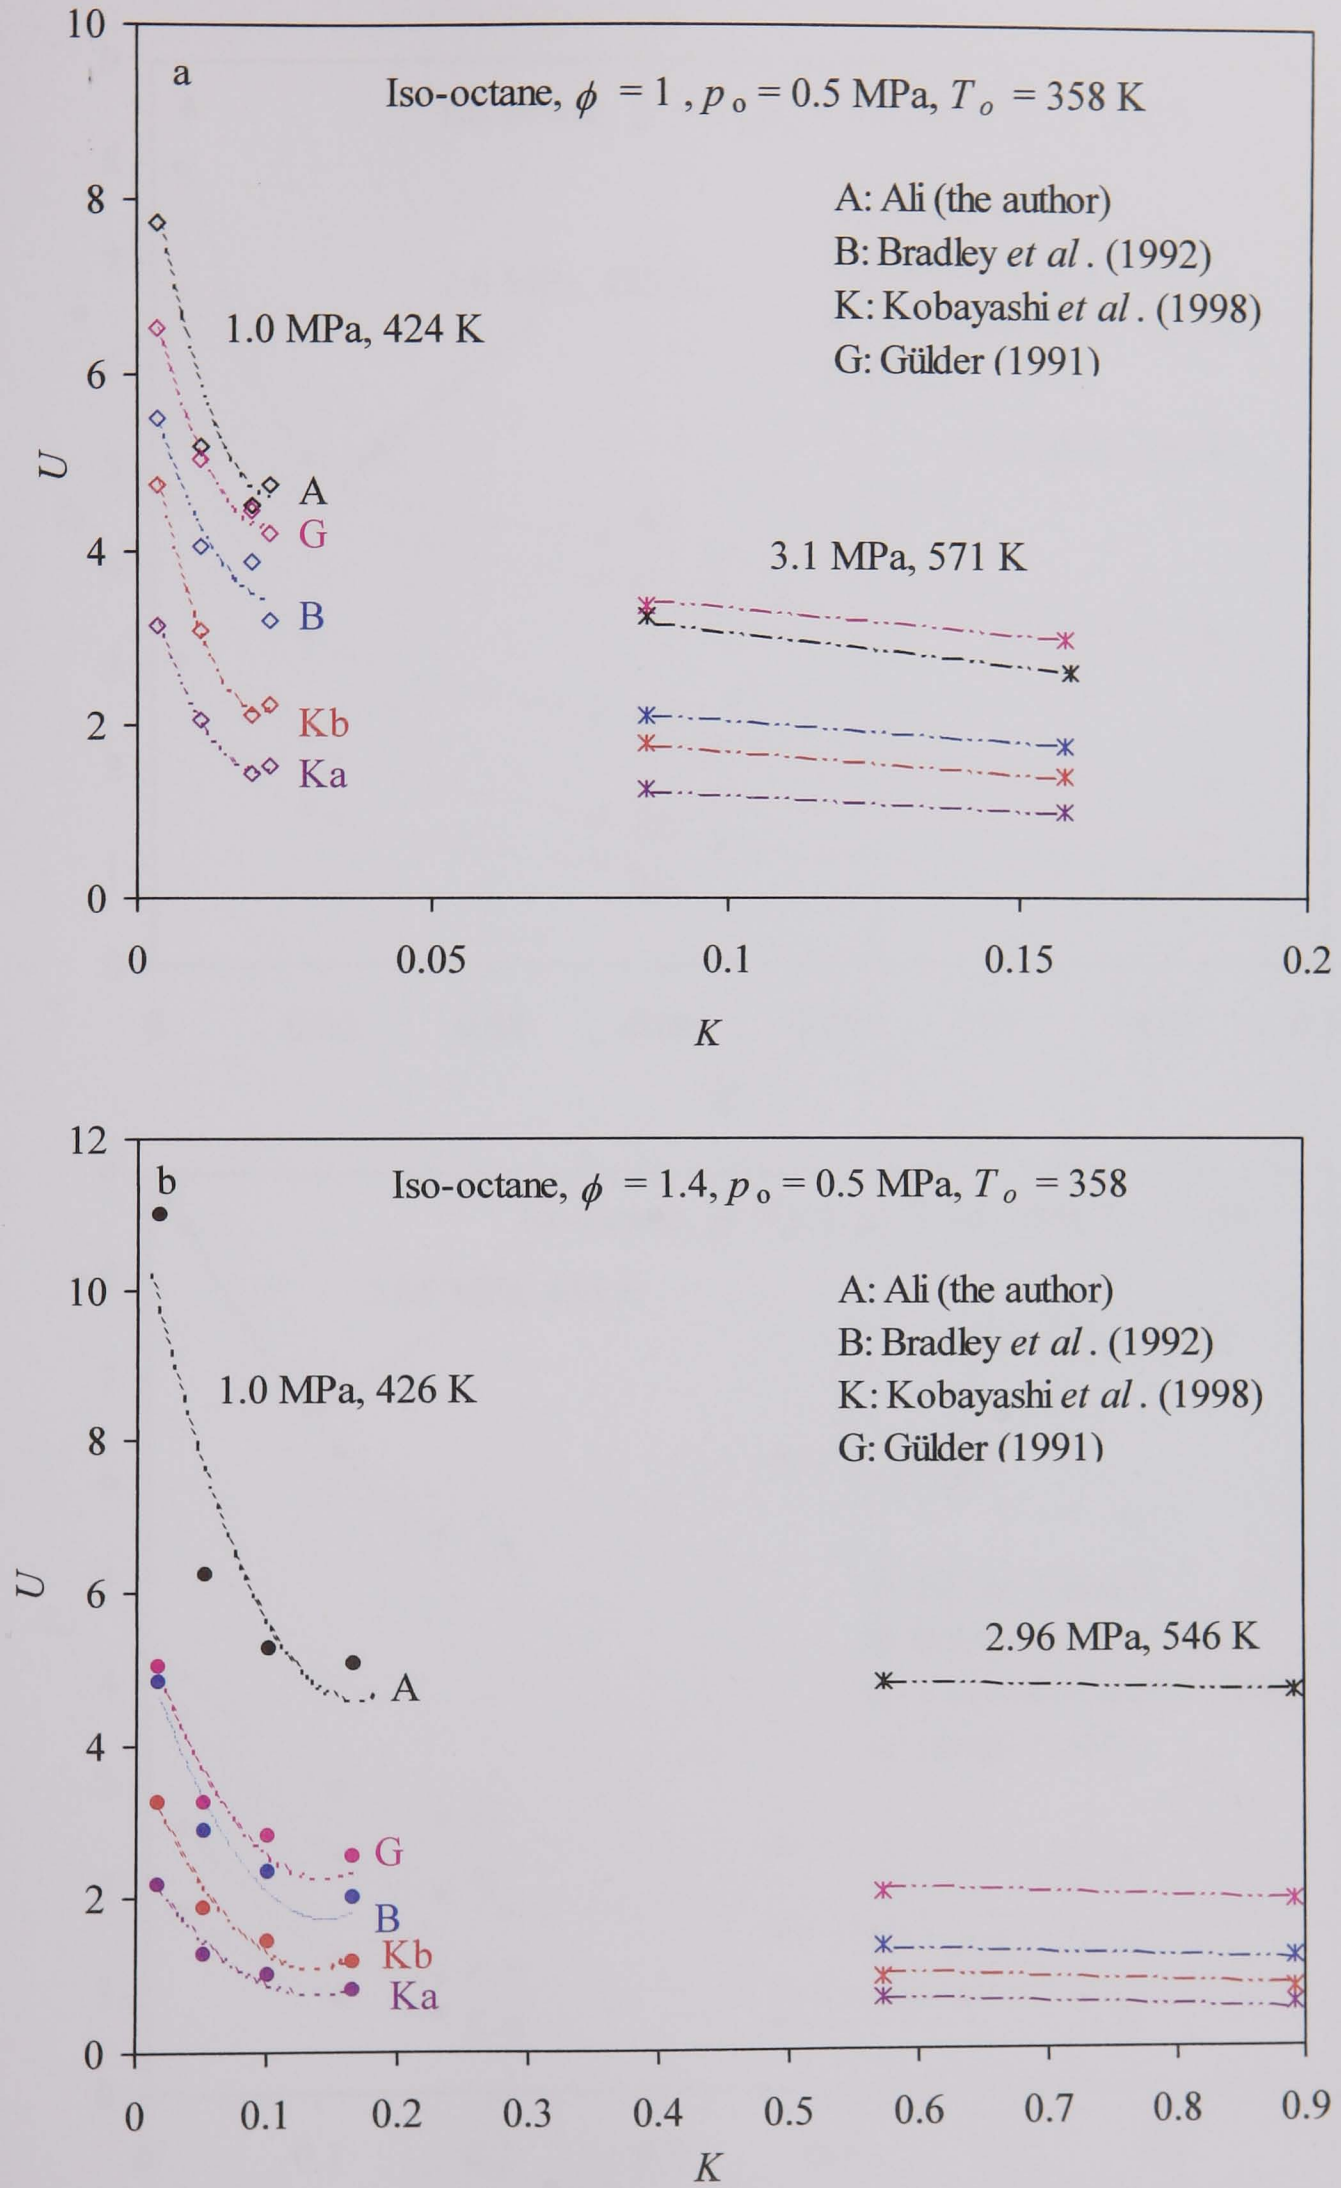 10
a
Iso-octane, ϕ = 1 , p o = 0.5 MPa, T o = 358 K
8
A: Ali (the author)
B: Bradley et al . (1992)
1.0 MPa, 424 K
K: Kobayashi et al . (1998)
G: Gülder (1991)
6
U
A
G
4
3.1 MPa, 571 K
B
2
Kb
Ka
0
0 0.05 0.1 0.15 0.2
K
12
b
Iso-octane, ϕ = 1.4, p o = 0.5 MPa, T o = 358
10
A: Ali (the author)
B: Bradley et al . (1992)
1.0 MPa, 426 K
K: Kobayashi et al . (1998)
8
G: Gülder (1991)
U
6
2.96 MPa, 546 K
A
4
G
2
B
Kb
Ka
0
0 0.1 0.2 0.3 0.4 0.5 0.6 0.7 0.8 0.9
K